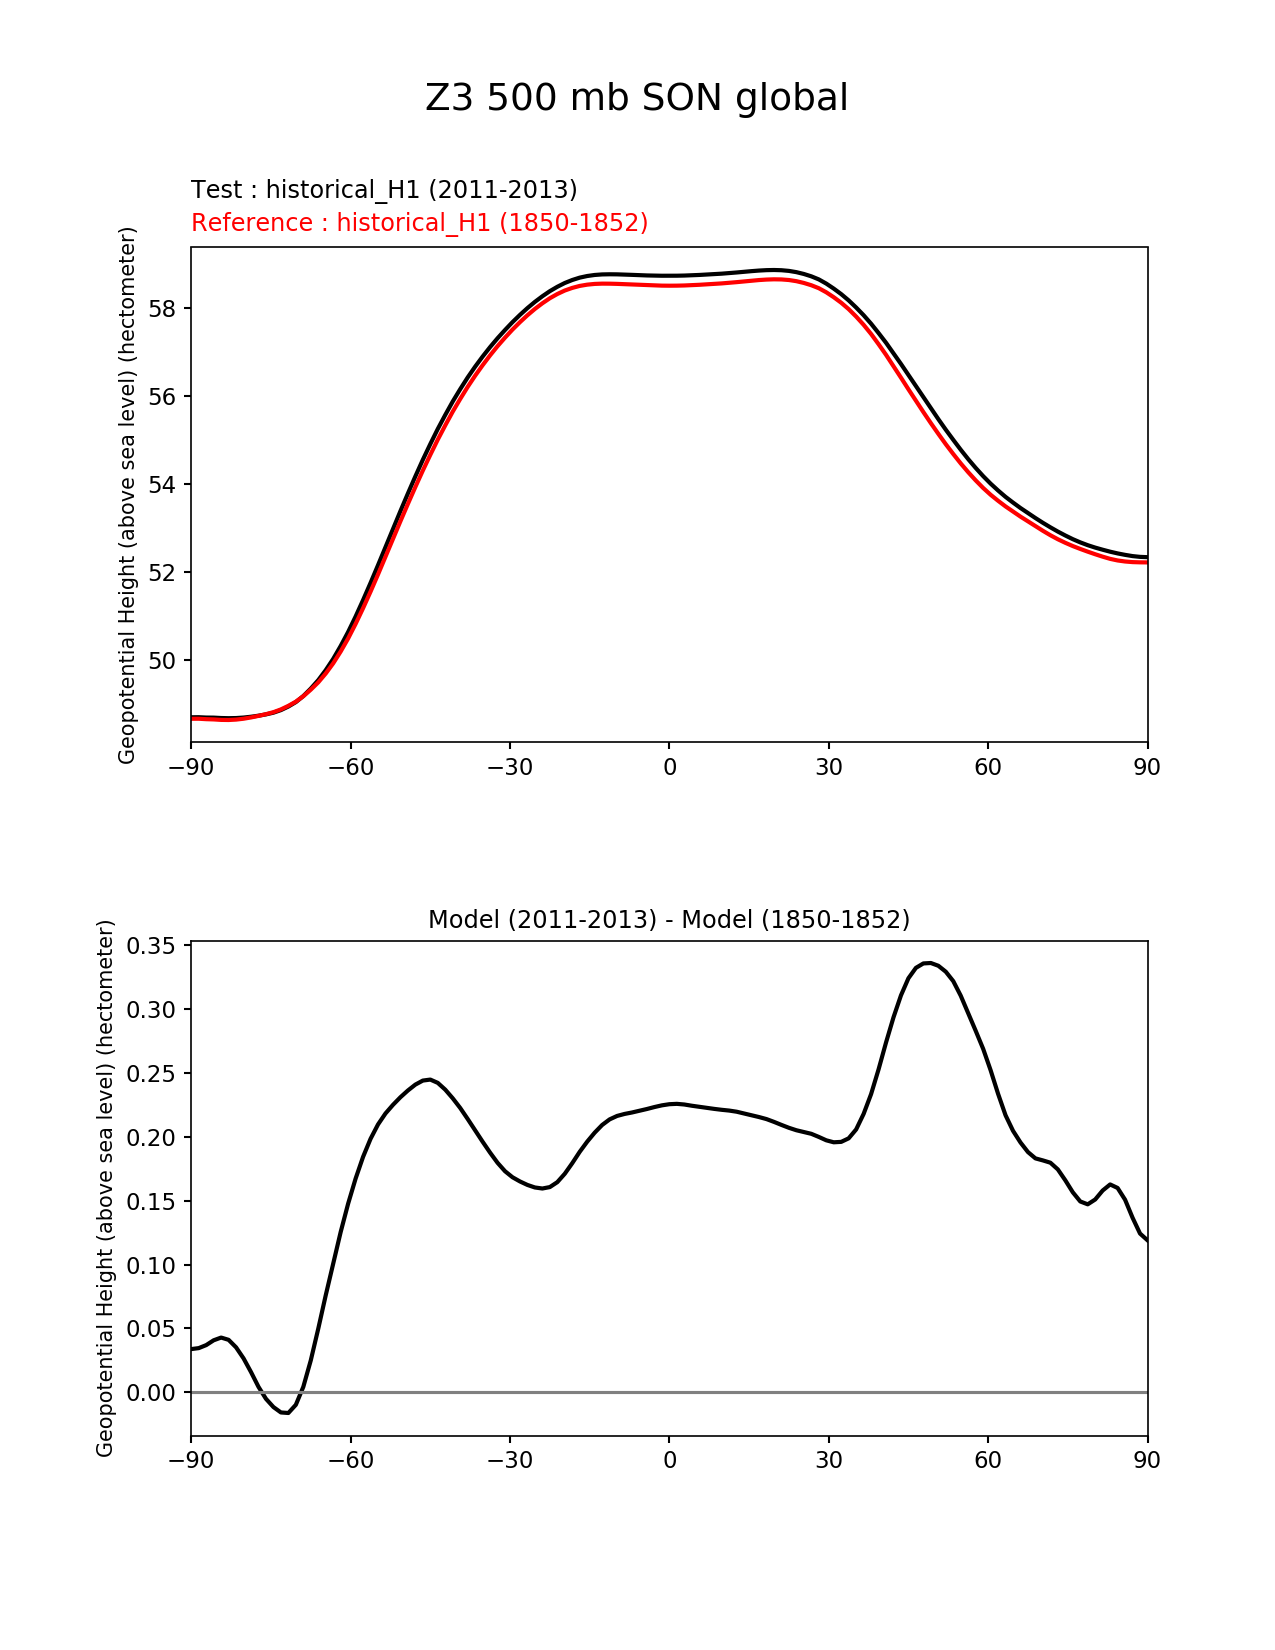 Z3 500 mb SON global
Test : historical_H1 (2011-2013)
Reference : historical_H1 (1850-1852)
Geopotential Height (above sea level) (hectometer)
58
56
54
52
50
−90 −60 −30 0 30 60 90
Model (2011-2013) - Model (1850-1852)
Geopotential Height (above sea level) (hectometer)
0.35
0.30
0.25
0.20
0.15
0.10
0.05
0.00
−90 −60 −30 0 30 60 90